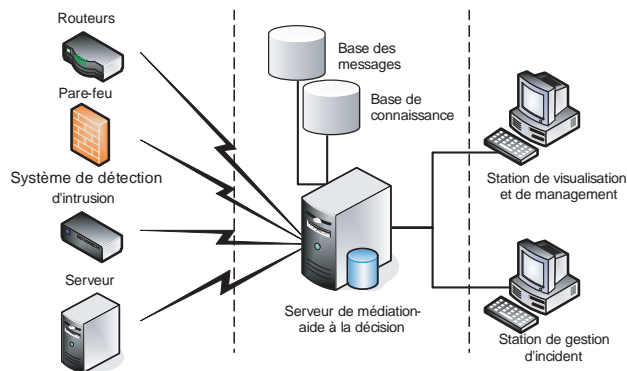 Routeurs
Pare-feu
Système de détection
d'intrusion
Serveur
Base des
messages
Base de
connaissance
Serveur de médiation-
aide à la décision
Station de visualisation
et de management
Station de gestion
d'incident